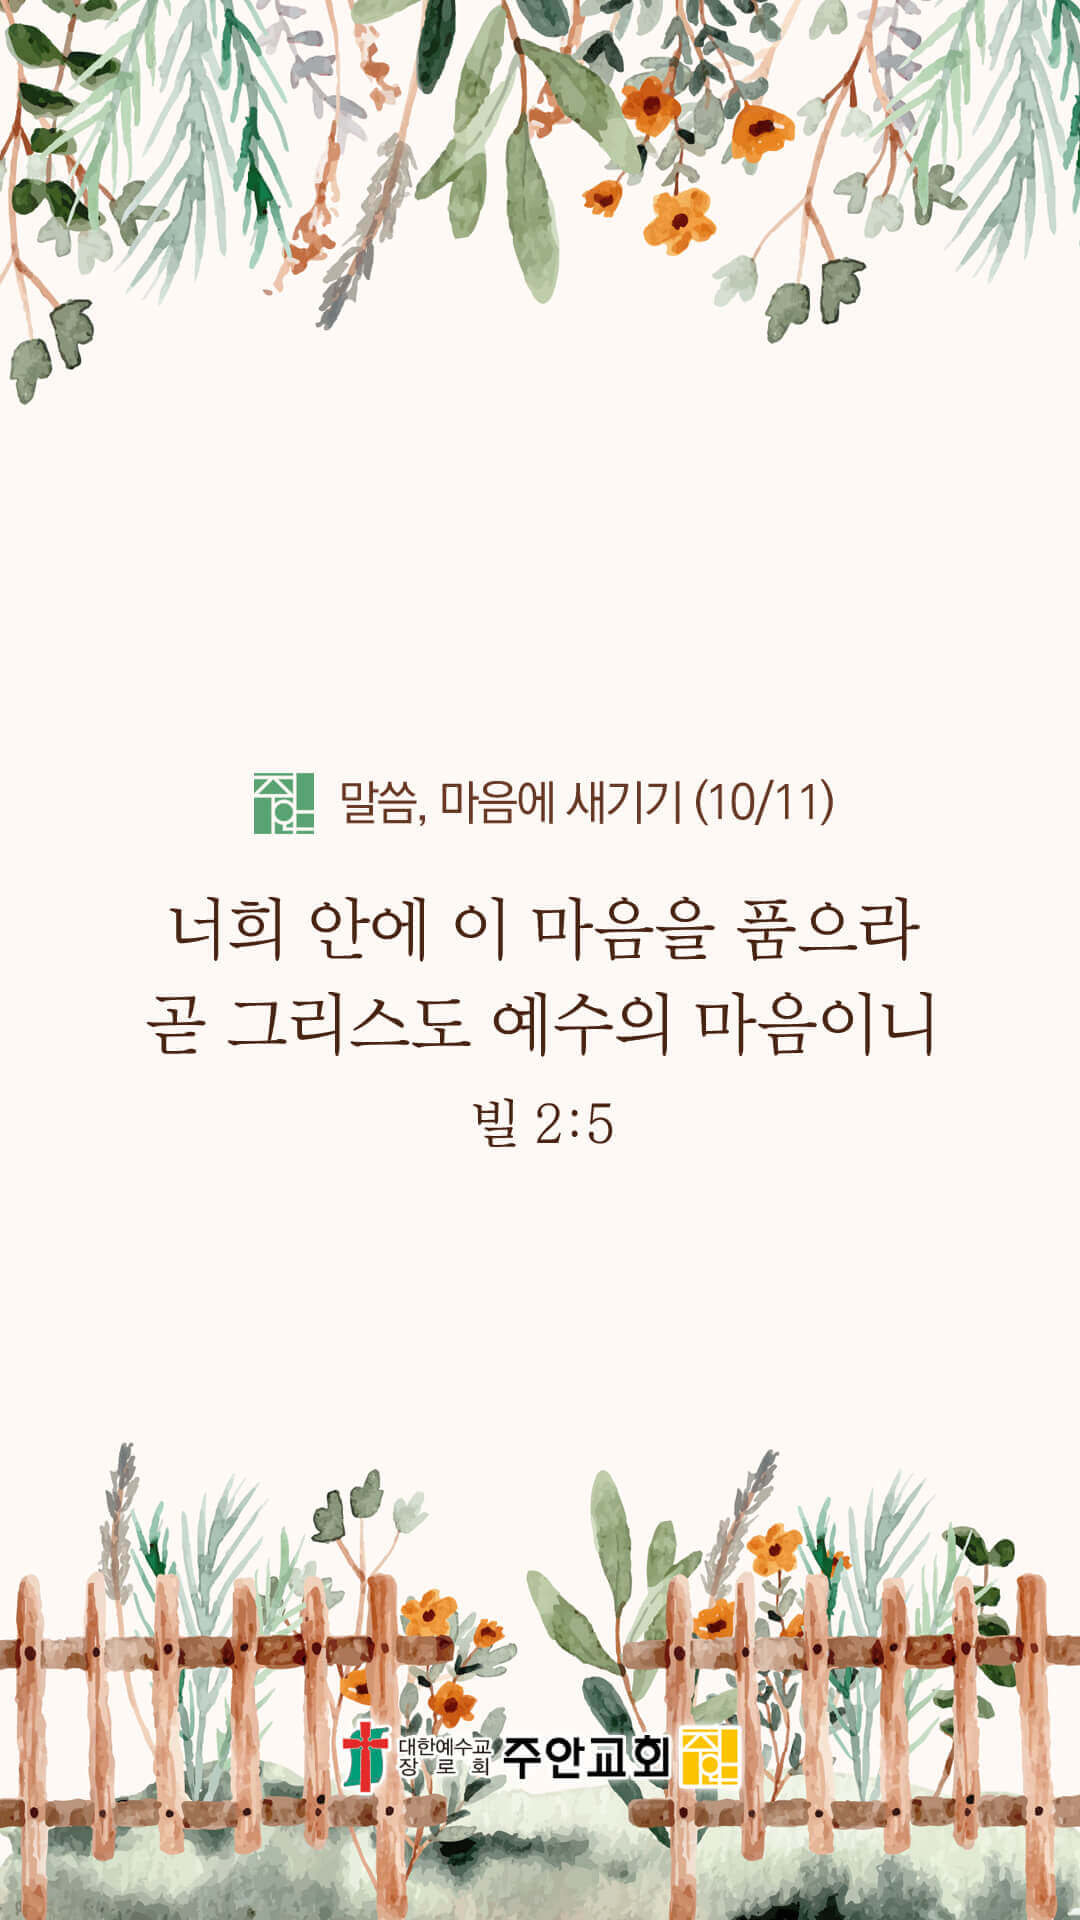 주안
말씀, 마음에 새기기 (10/11)
너희 안에 이 마음을 품으라
곧 그리스도 예수의 마음이니
빌 2:5
대한예수교
장로회
주안교회
주안